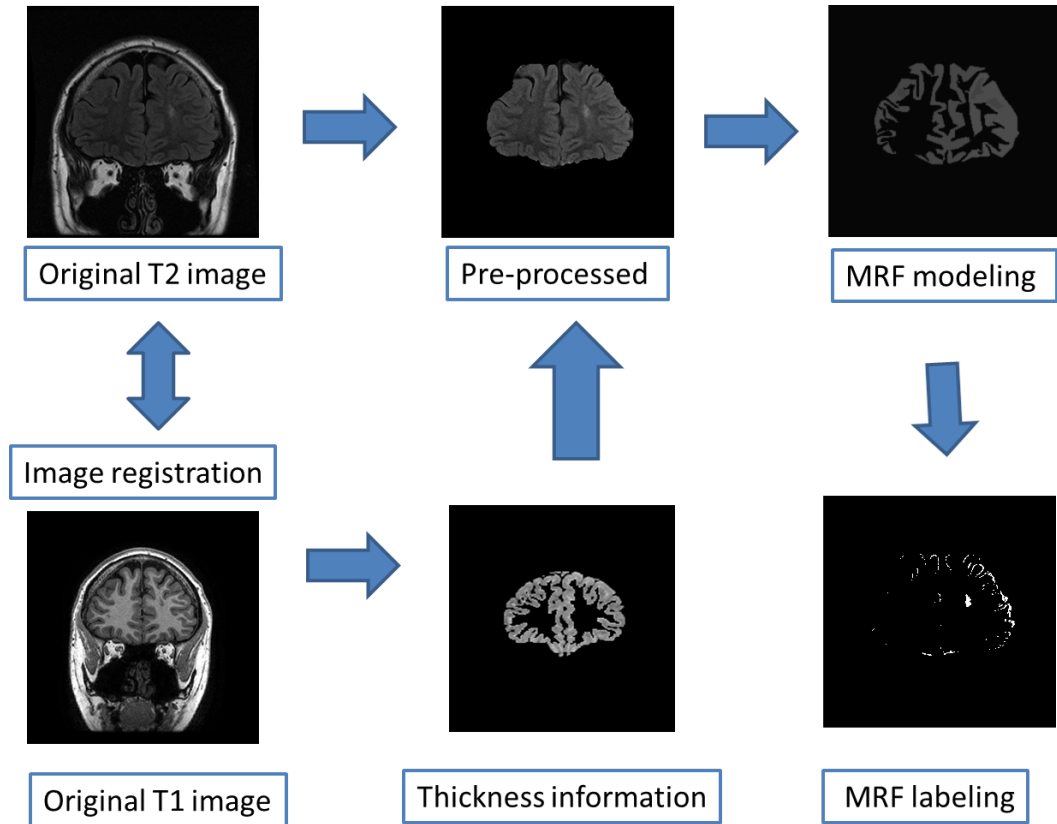 Original T2 image
Pre-processed
MRF modeling
Image registration
Original T1 image
Thickness information
MRF labeling